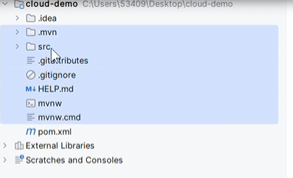 cloud-demo C:\Users\53409\Desktop\cloud-demo
.idea
.mvn
src
.gitattributes
.gitignore
HELP.md
mvnw
mvnw.cmd
pom.xml
External Libraries
Scratches and Consoles